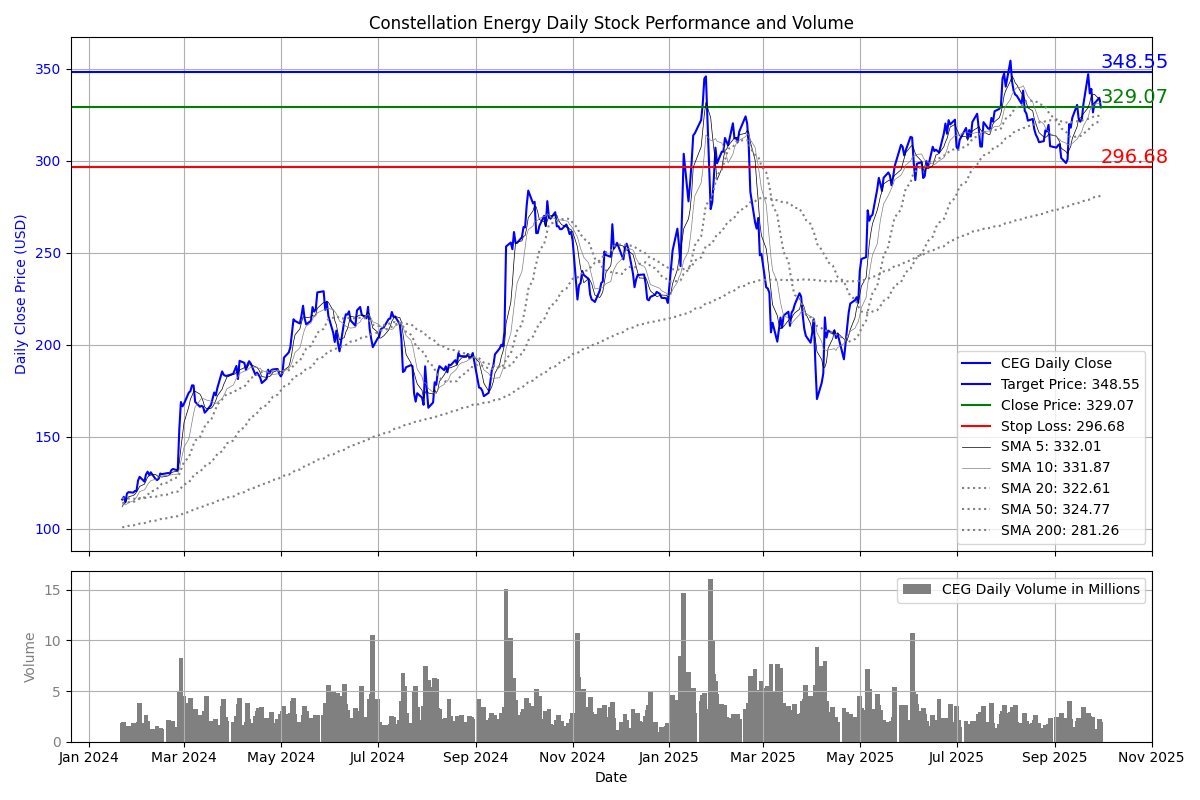 Constellation Energy Daily Stock Performance and Volume
Daily Close Price (USD)
350
300
250
200
150
100
348.55
329.07
296.68
CEG Daily Close
Target Price: 348.55
Close Price: 329.07
Stop Loss: 296.68
SMA 5: 332.01
SMA 10: 331.87
SMA 20: 322.61
SMA 50: 324.77
SMA 200: 281.26
Volume
15
10
5
0
CEG Daily Volume in Millions
Jan 2024 Mar 2024 May 2024 Jul 2024 Sep 2024 Nov 2024 Jan 2025 Mar 2025 May 2025 Jul 2025 Sep 2025 Nov 2025
Date